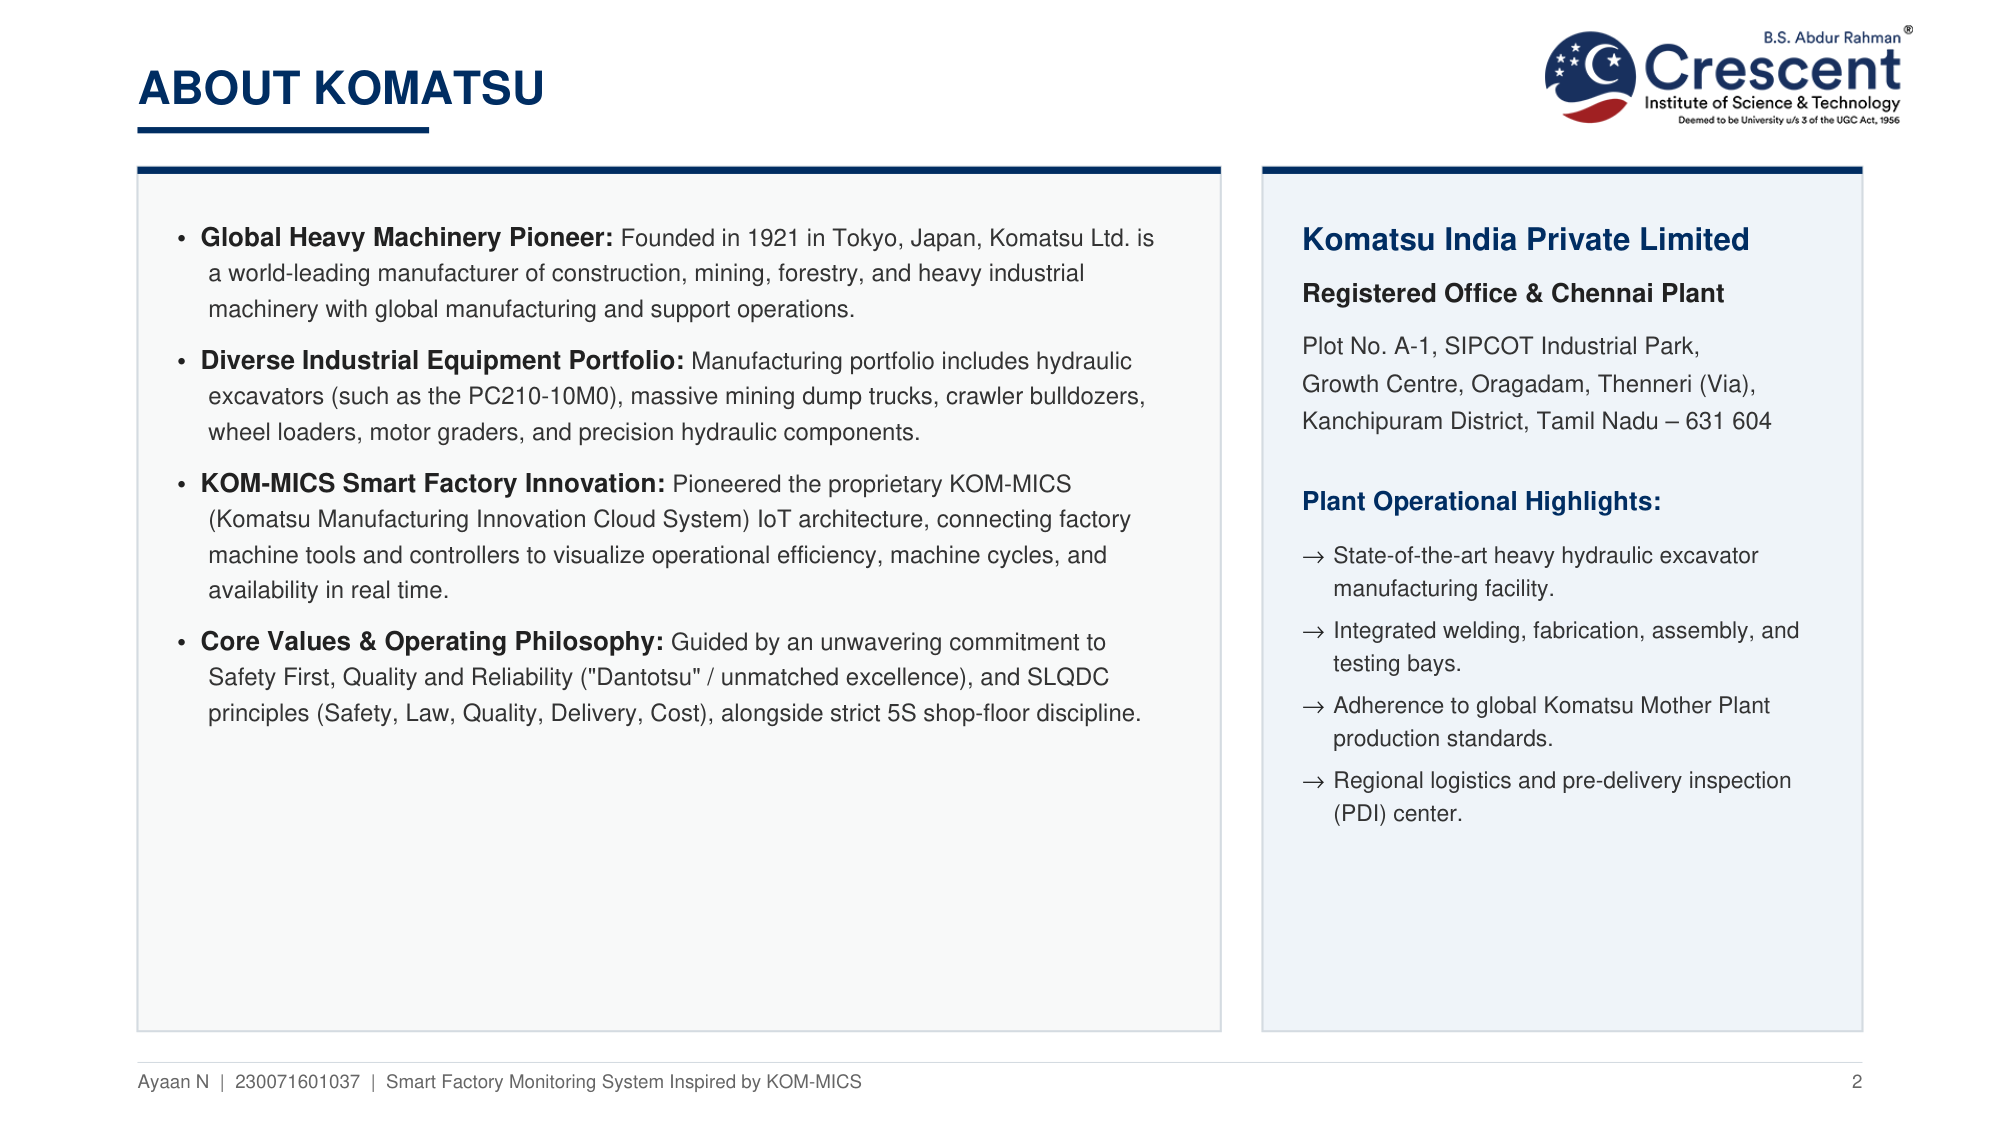 ABOUT KOMATSU
B.S. Abdur Rahman ®
Crescent
Institute of Science & Technology
Deemed to be University u/s 3 of the UGC Act, 1956
• Global Heavy Machinery Pioneer: Founded in 1921 in Tokyo, Japan, Komatsu Ltd. is
a world-leading manufacturer of construction, mining, forestry, and heavy industrial
machinery with global manufacturing and support operations.
• Diverse Industrial Equipment Portfolio: Manufacturing portfolio includes hydraulic
excavators (such as the PC210-10M0), massive mining dump trucks, crawler bulldozers,
wheel loaders, motor graders, and precision hydraulic components.
• KOM-MICS Smart Factory Innovation: Pioneered the proprietary KOM-MICS
(Komatsu Manufacturing Innovation Cloud System) IoT architecture, connecting factory
machine tools and controllers to visualize operational efficiency, machine cycles, and
availability in real time.
• Core Values & Operating Philosophy: Guided by an unwavering commitment to
Safety First, Quality and Reliability ("Dantotsu" / unmatched excellence), and SLQDC
principles (Safety, Law, Quality, Delivery, Cost), alongside strict 5S shop-floor discipline.
Komatsu India Private Limited
Registered Office & Chennai Plant
Plot No. A-1, SIPCOT Industrial Park,
Growth Centre, Oragadam, Thenneri (Via),
Kanchipuram District, Tamil Nadu – 631 604
Plant Operational Highlights:
→ State-of-the-art heavy hydraulic excavator
manufacturing facility.
→ Integrated welding, fabrication, assembly, and
testing bays.
→ Adherence to global Komatsu Mother Plant
production standards.
→ Regional logistics and pre-delivery inspection
(PDI) center.
Ayaan N | 230071601037 | Smart Factory Monitoring System Inspired by KOM-MICS
2